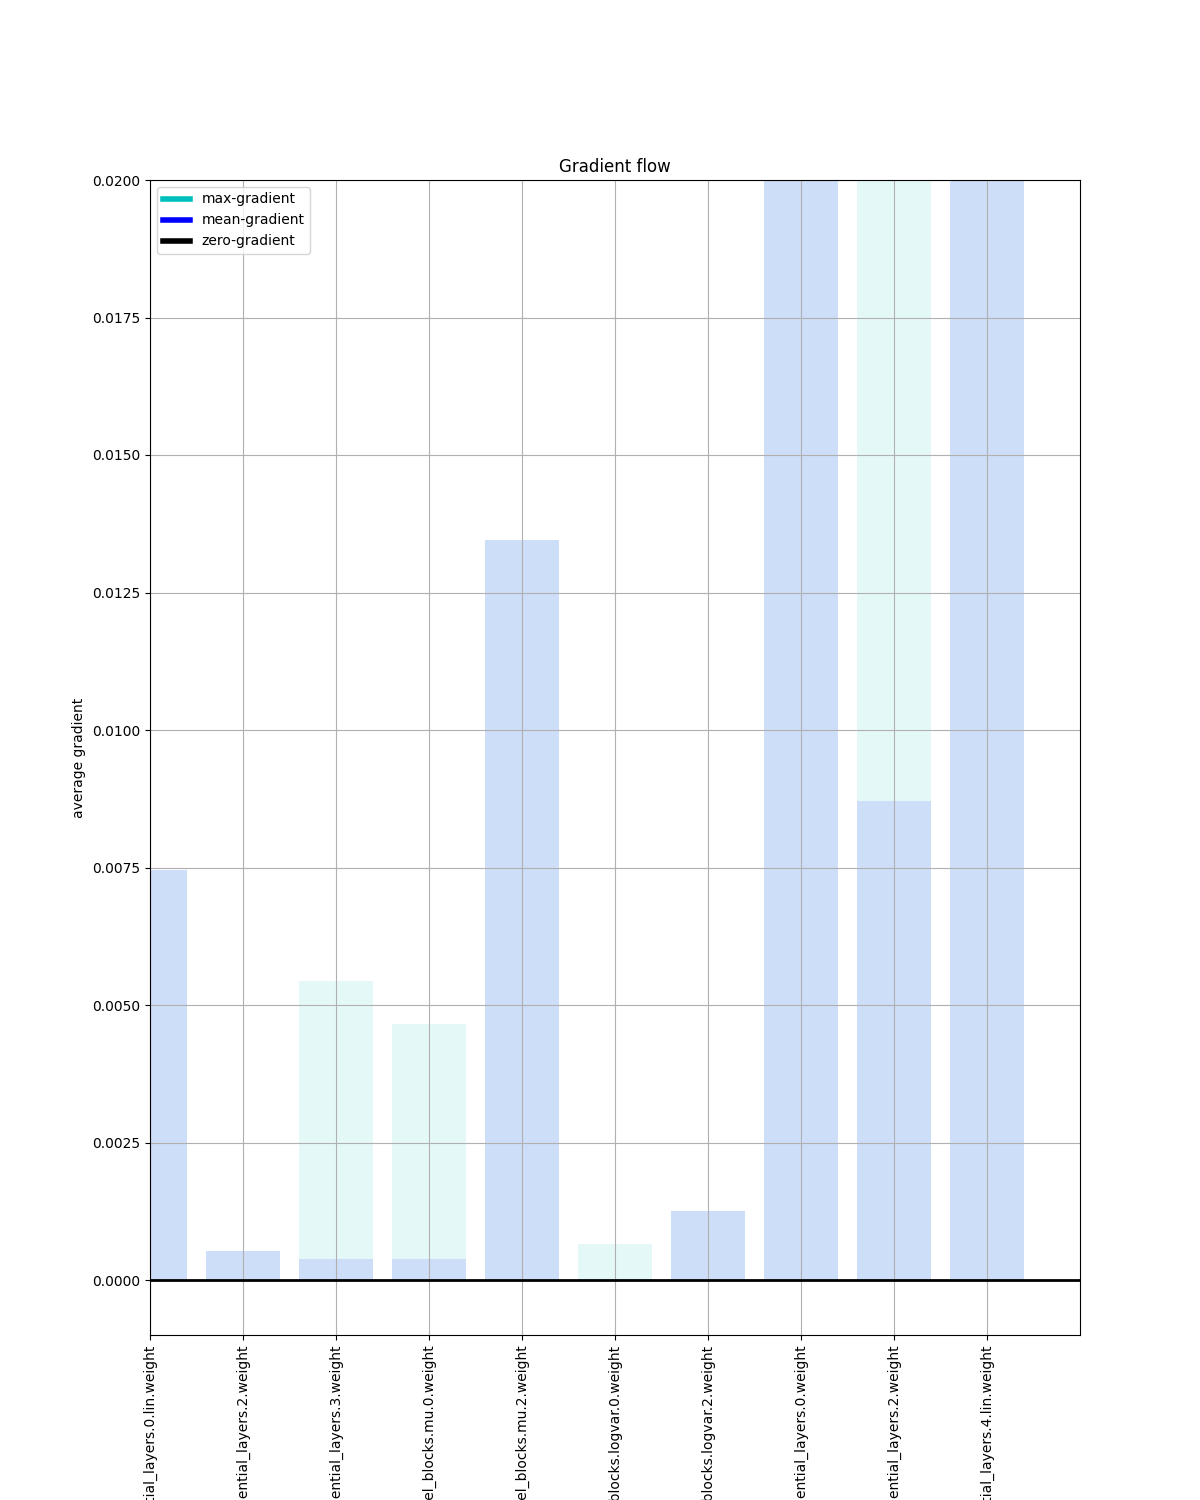 Gradient flow
max-gradient
mean-gradient
zero-gradient
average gradient
0.0200
0.0175
0.0150
0.0125
0.0100
0.0075
0.0050
0.0025
0.0000
tial_layers.0.lin.weight
ential_layers.2.weight
ential_layers.3.weight
el_blocks.mu.0.weight
el_blocks.mu.2.weight
blocks.logvar.0.weight
blocks.logvar.2.weight
ential_layers.0.weight
ential_layers.2.weight
tial_layers.4.lin.weight